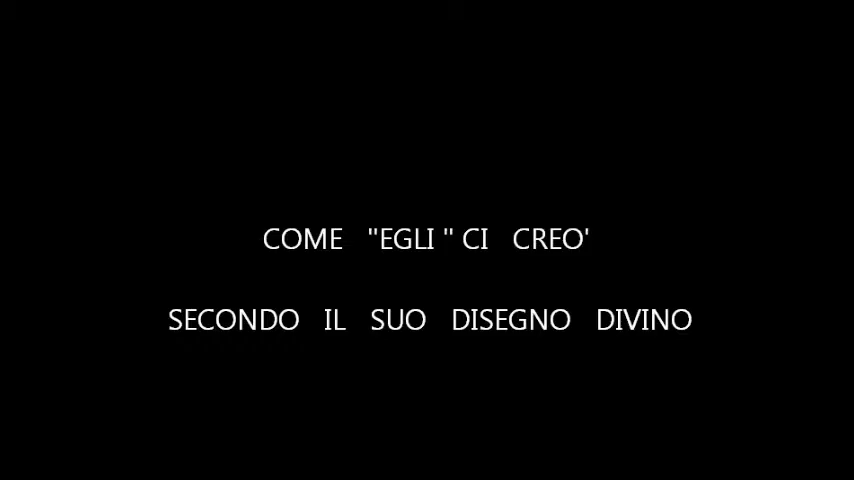 COME "EGLI " CI CREO'
SECONDO IL SUO DISEGNO DIVINO